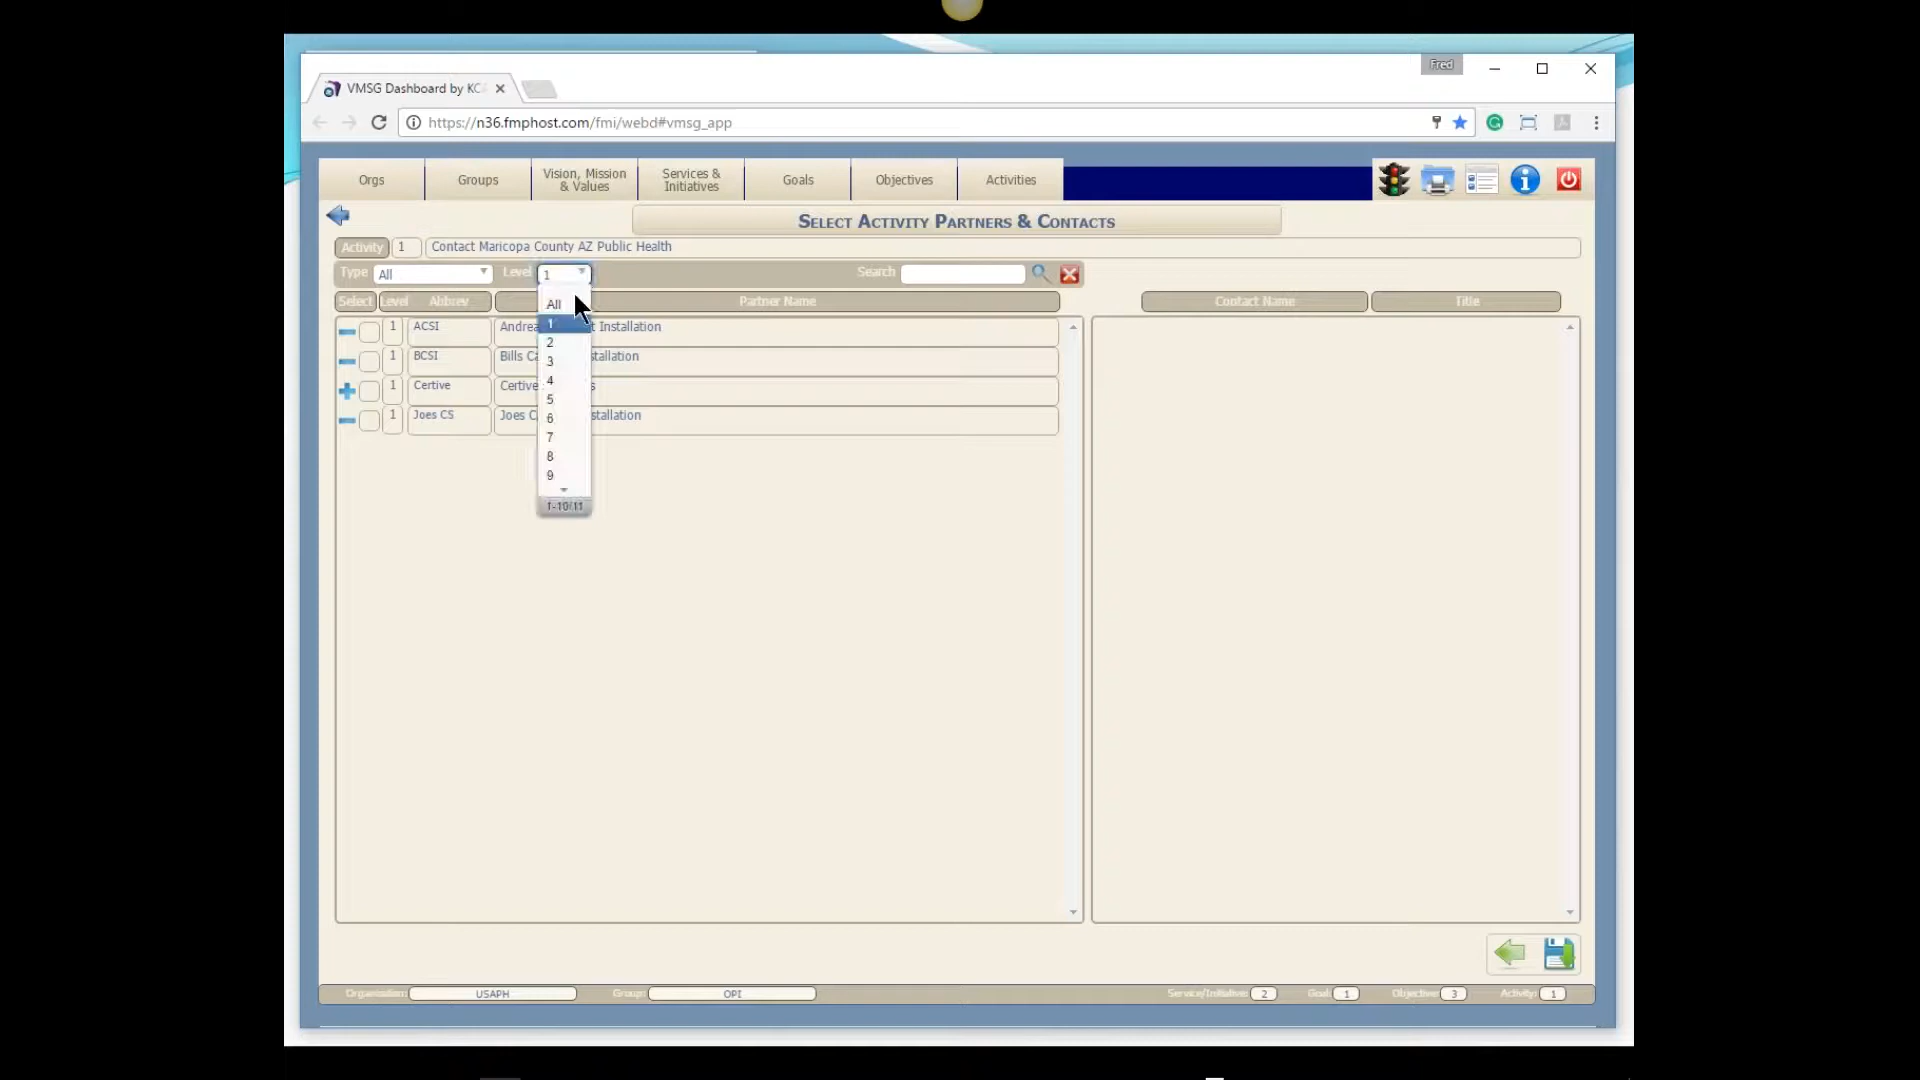 Fred
VMSG Dashboard by KC
https://n36.fmphost.com/fmi/webd#vmsg_app
Orgs
Groups
Vision, Mission
& Values
Services &
Initiatives
Goals
Objectives
Activities
Select Activity Partners & Contacts
Activity 1 Contact Maricopa County AZ Public Health
Type All Level 1 Search
Select Level Abbrev Partner Name Contact Name Title
All
1
2
3
4
5
6
7
8
9
1-10/11
1 ACSI Andrea t Installation
1 BCSI Bills Ca stallation
1 Certive Certive s
1 Joes CS Joes C stallation
Organization: USAPH Group: OPI Service/Initiative: 2 Goal: 1 Objective: 3 Activity: 1